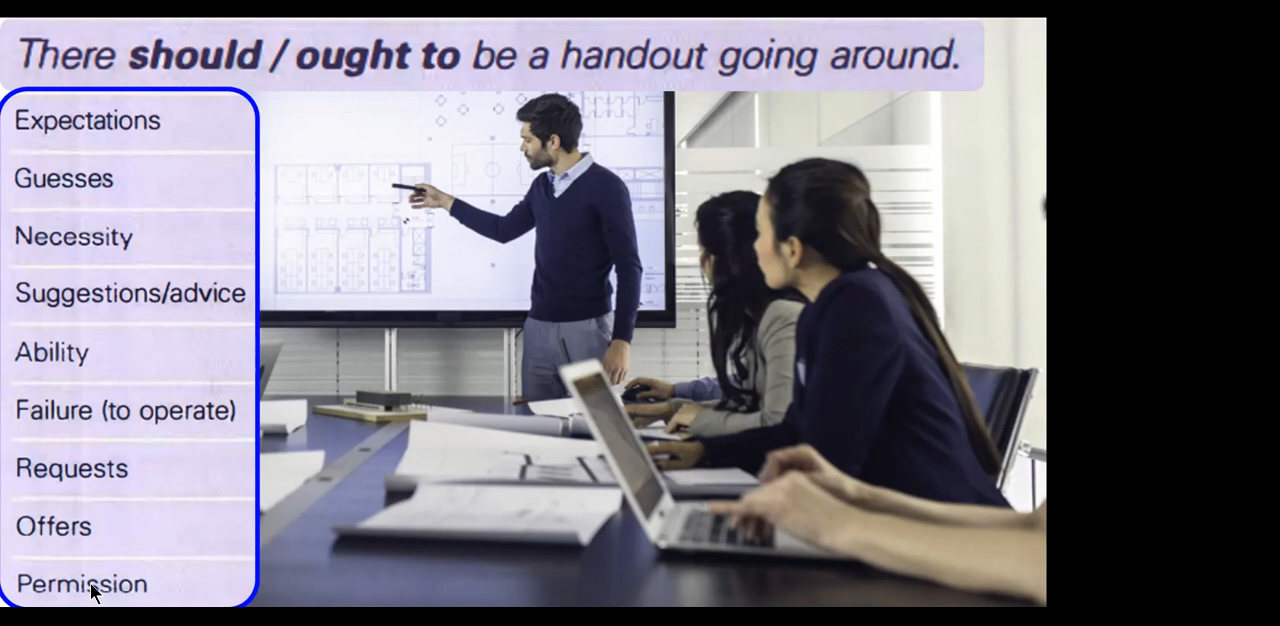 There should / ought to be a handout going around.
Expectations
Guesses
Necessity
Suggestions/advice
Ability
Failure (to operate)
Requests
Offers
Permission